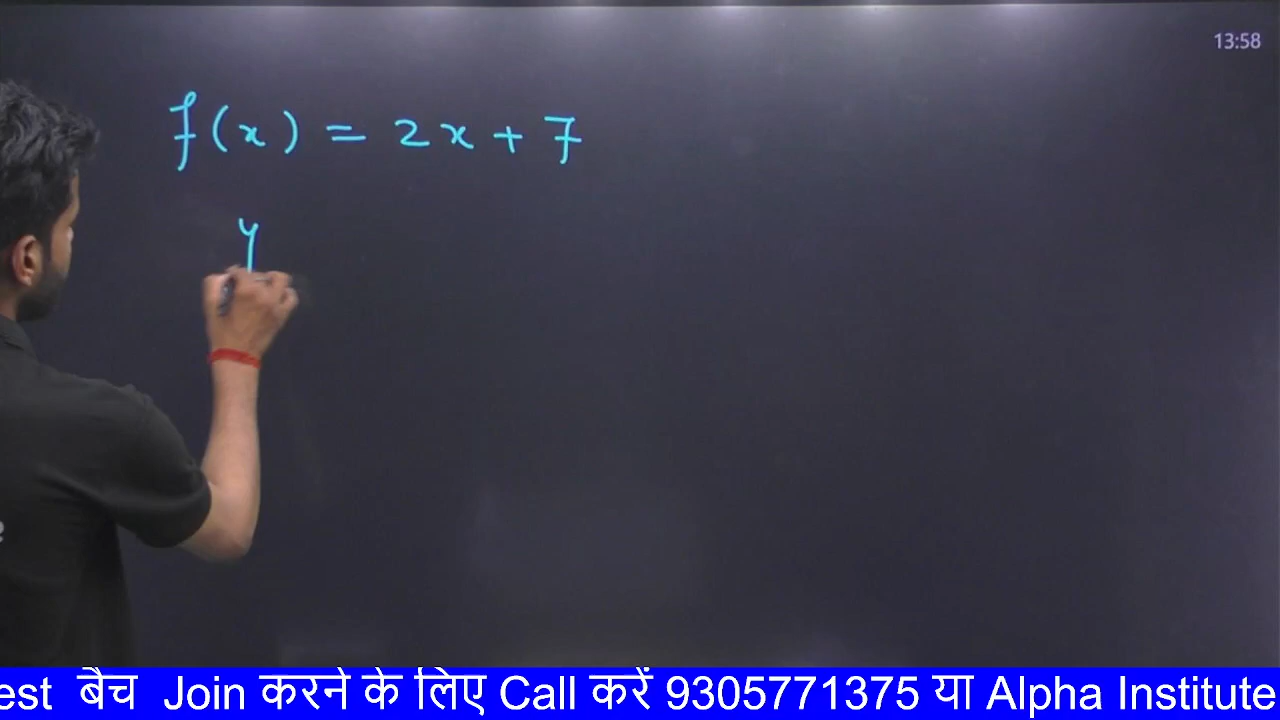 13:58
f(x) = 2x + 7
y
est बैच Join करने के लिए Call करें 9305771375 या Alpha Institute